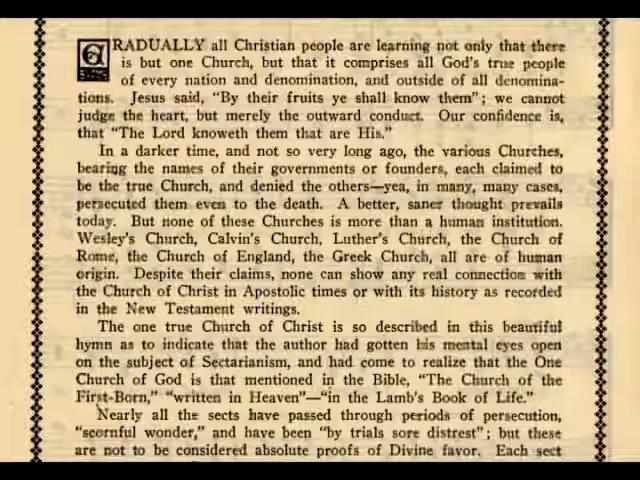 GRADUALLY all Christian people are learning not only that there
is but one Church, but that it comprises all God's true people
of every nation and denomination, and outside of all denomina-
tions. Jesus said, "By their fruits ye shall know them"; we cannot
judge the heart, but merely the outward conduct. Our confidence is,
that "The Lord knoweth them that are His."
In a darker time, and not so very long ago, the various Churches,
bearing the names of their governments or founders, each claimed to
be the true Church, and denied the others—yea, in many, many cases,
persecuted them even to the death. A better, saner thought prevails
today. But none of these Churches is more than a human institution.
Wesley's Church, Calvin's Church, Luther's Church, the Church of
Rome, the Church of England, the Greek Church, all are of human
origin. Despite their claims, none can show any real connection with
the Church of Christ in Apostolic times or with its history as recorded
in the New Testament writings.
The one true Church of Christ is so described in this beautiful
hymn as to indicate that the author had gotten his mental eyes open
on the subject of Sectarianism, and had come to realize that the One
Church of God is that mentioned in the Bible, "The Church of the
First-Born," "written in Heaven"—"in the Lamb's Book of Life."
Nearly all the sects have passed through periods of persecution,
"scornful wonder," and have been "by trials sore distrest"; but these
are not to be considered absolute proofs of Divine favor. Each sect